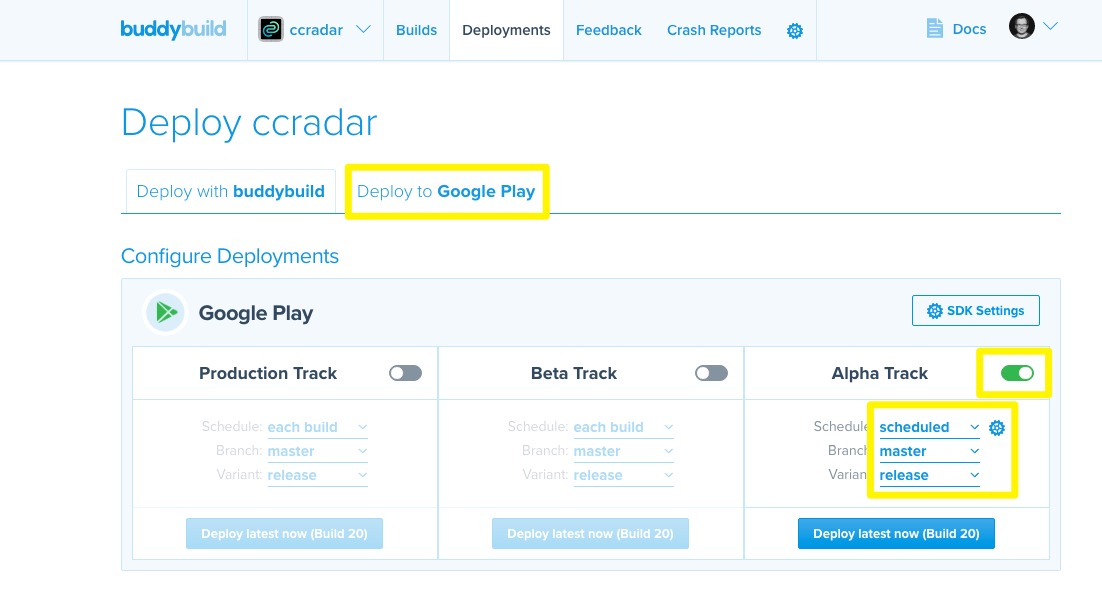 buddybuild ccradar Builds Deployments Feedback Crash Reports Docs
Deploy ccradar
Deploy with buddybuild Deploy to Google Play
Configure Deployments
Google Play SDK Settings
Production Track Beta Track Alpha Track
Schedule: each build Schedule: each build Schedule scheduled
Branch: master Branch: master Branch master
Variant: release Variant: release Variant release
Deploy latest now (Build 20) Deploy latest now (Build 20) Deploy latest now (Build 20)